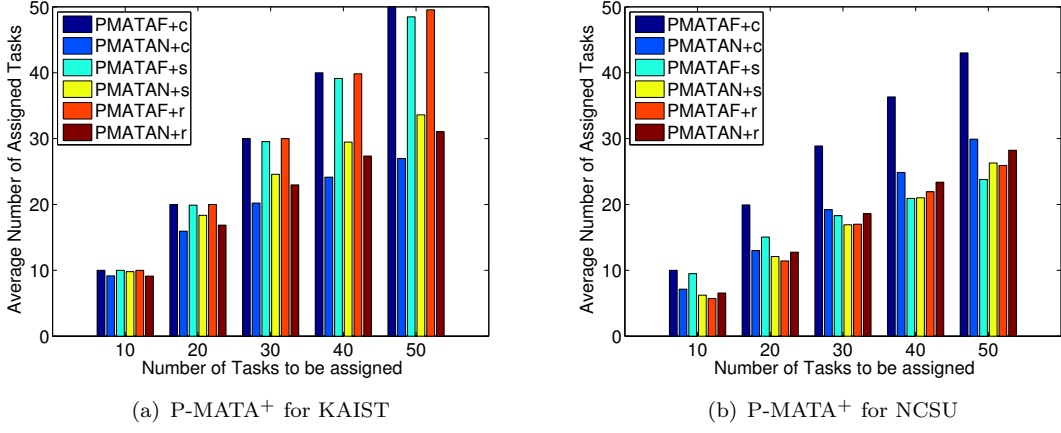 50
40
30
20
10
0
Average Number of Assigned Tasks
PMATAF+c
PMATAN+c
PMATAF+s
PMATAN+s
PMATAF+r
PMATAN+r
10 20 30 40 50
Number of Tasks to be assigned
(a) P-MATA⁺ for KAIST
50
40
30
20
10
0
Average Number of Assigned Tasks
PMATAF+c
PMATAN+c
PMATAF+s
PMATAN+s
PMATAF+r
PMATAN+r
10 20 30 40 50
Number of Tasks to be assigned
(b) P-MATA⁺ for NCSU